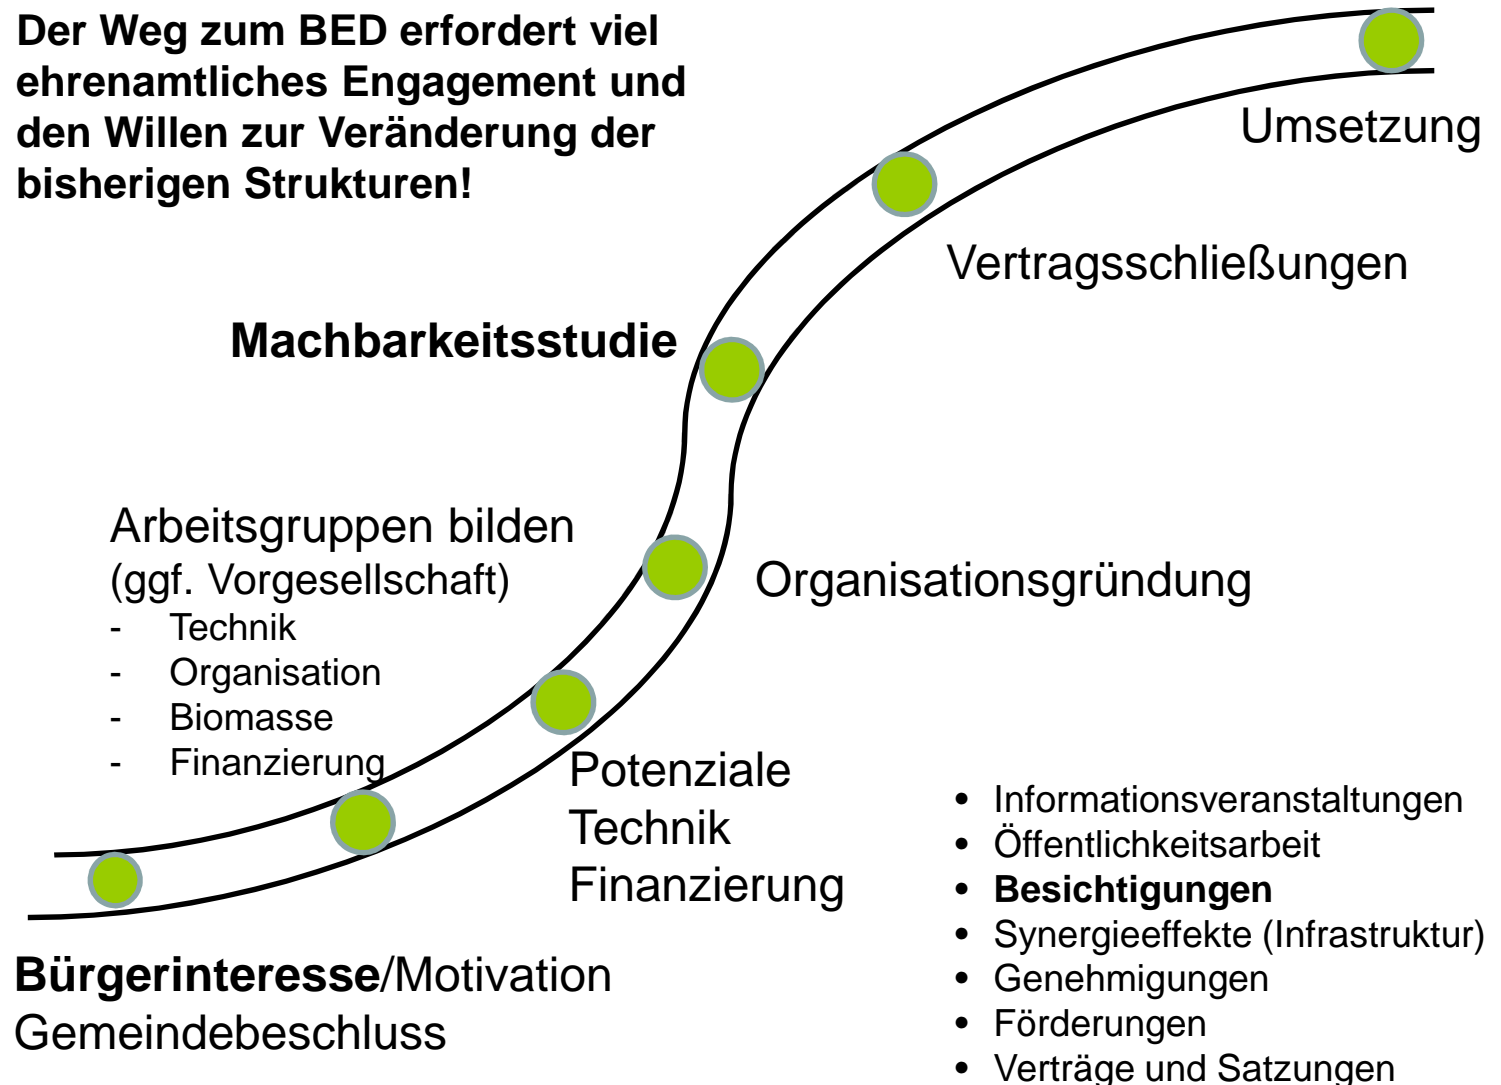 Der Weg zum BED erfordert viel
ehrenamtliches Engagement und
den Willen zur Veränderung der
bisherigen Strukturen!
Umsetzung
Vertragsschließungen
Machbarkeitsstudie
Arbeitsgruppen bilden
(ggf. Vorgesellschaft)
- Technik
- Organisation
- Biomasse
- Finanzierung
Organisationsgründung
Potenziale
Technik
Finanzierung
Bürgerinteresse/Motivation
Gemeindebeschluss
• Informationsveranstaltungen
• Öffentlichkeitsarbeit
• Besichtigungen
• Synergieeffekte (Infrastruktur)
• Genehmigungen
• Förderungen
• Verträge und Satzungen